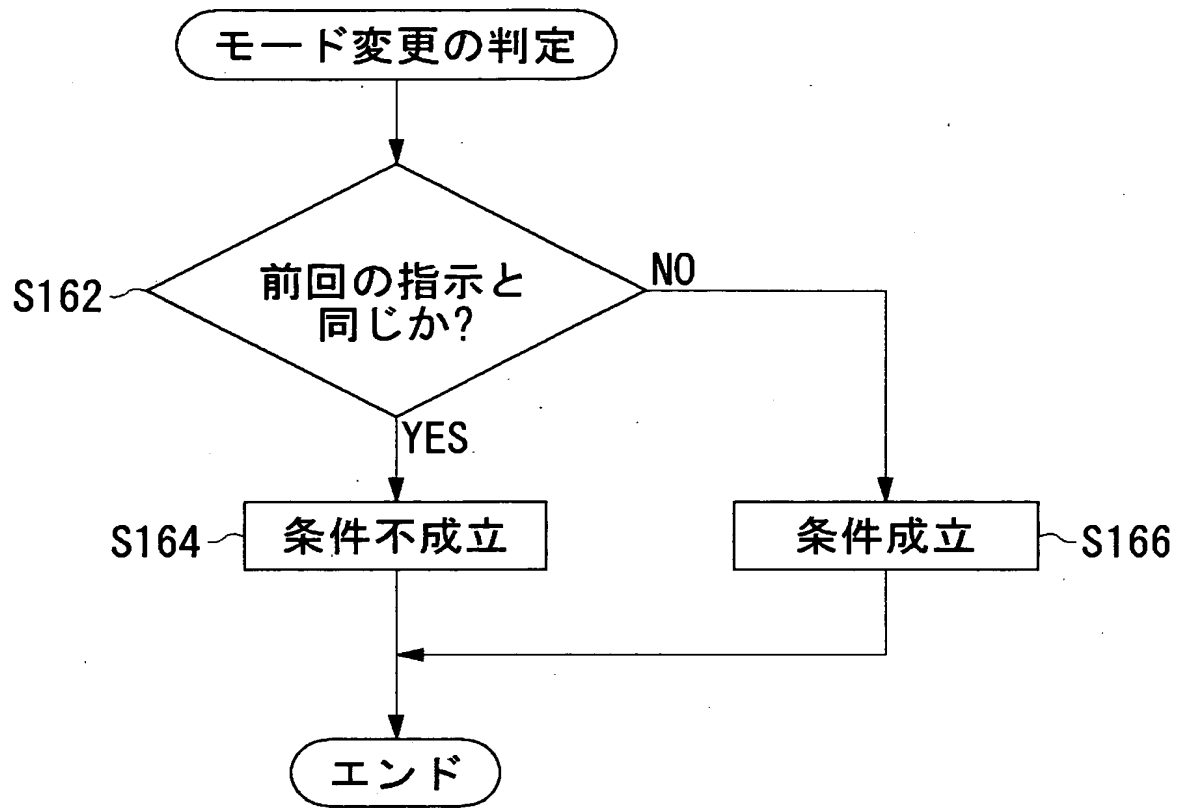 モード変更の判定
S162
前回の指示と
同じか?
NO
YES
S164
条件不成立
条件成立
S166
エンド